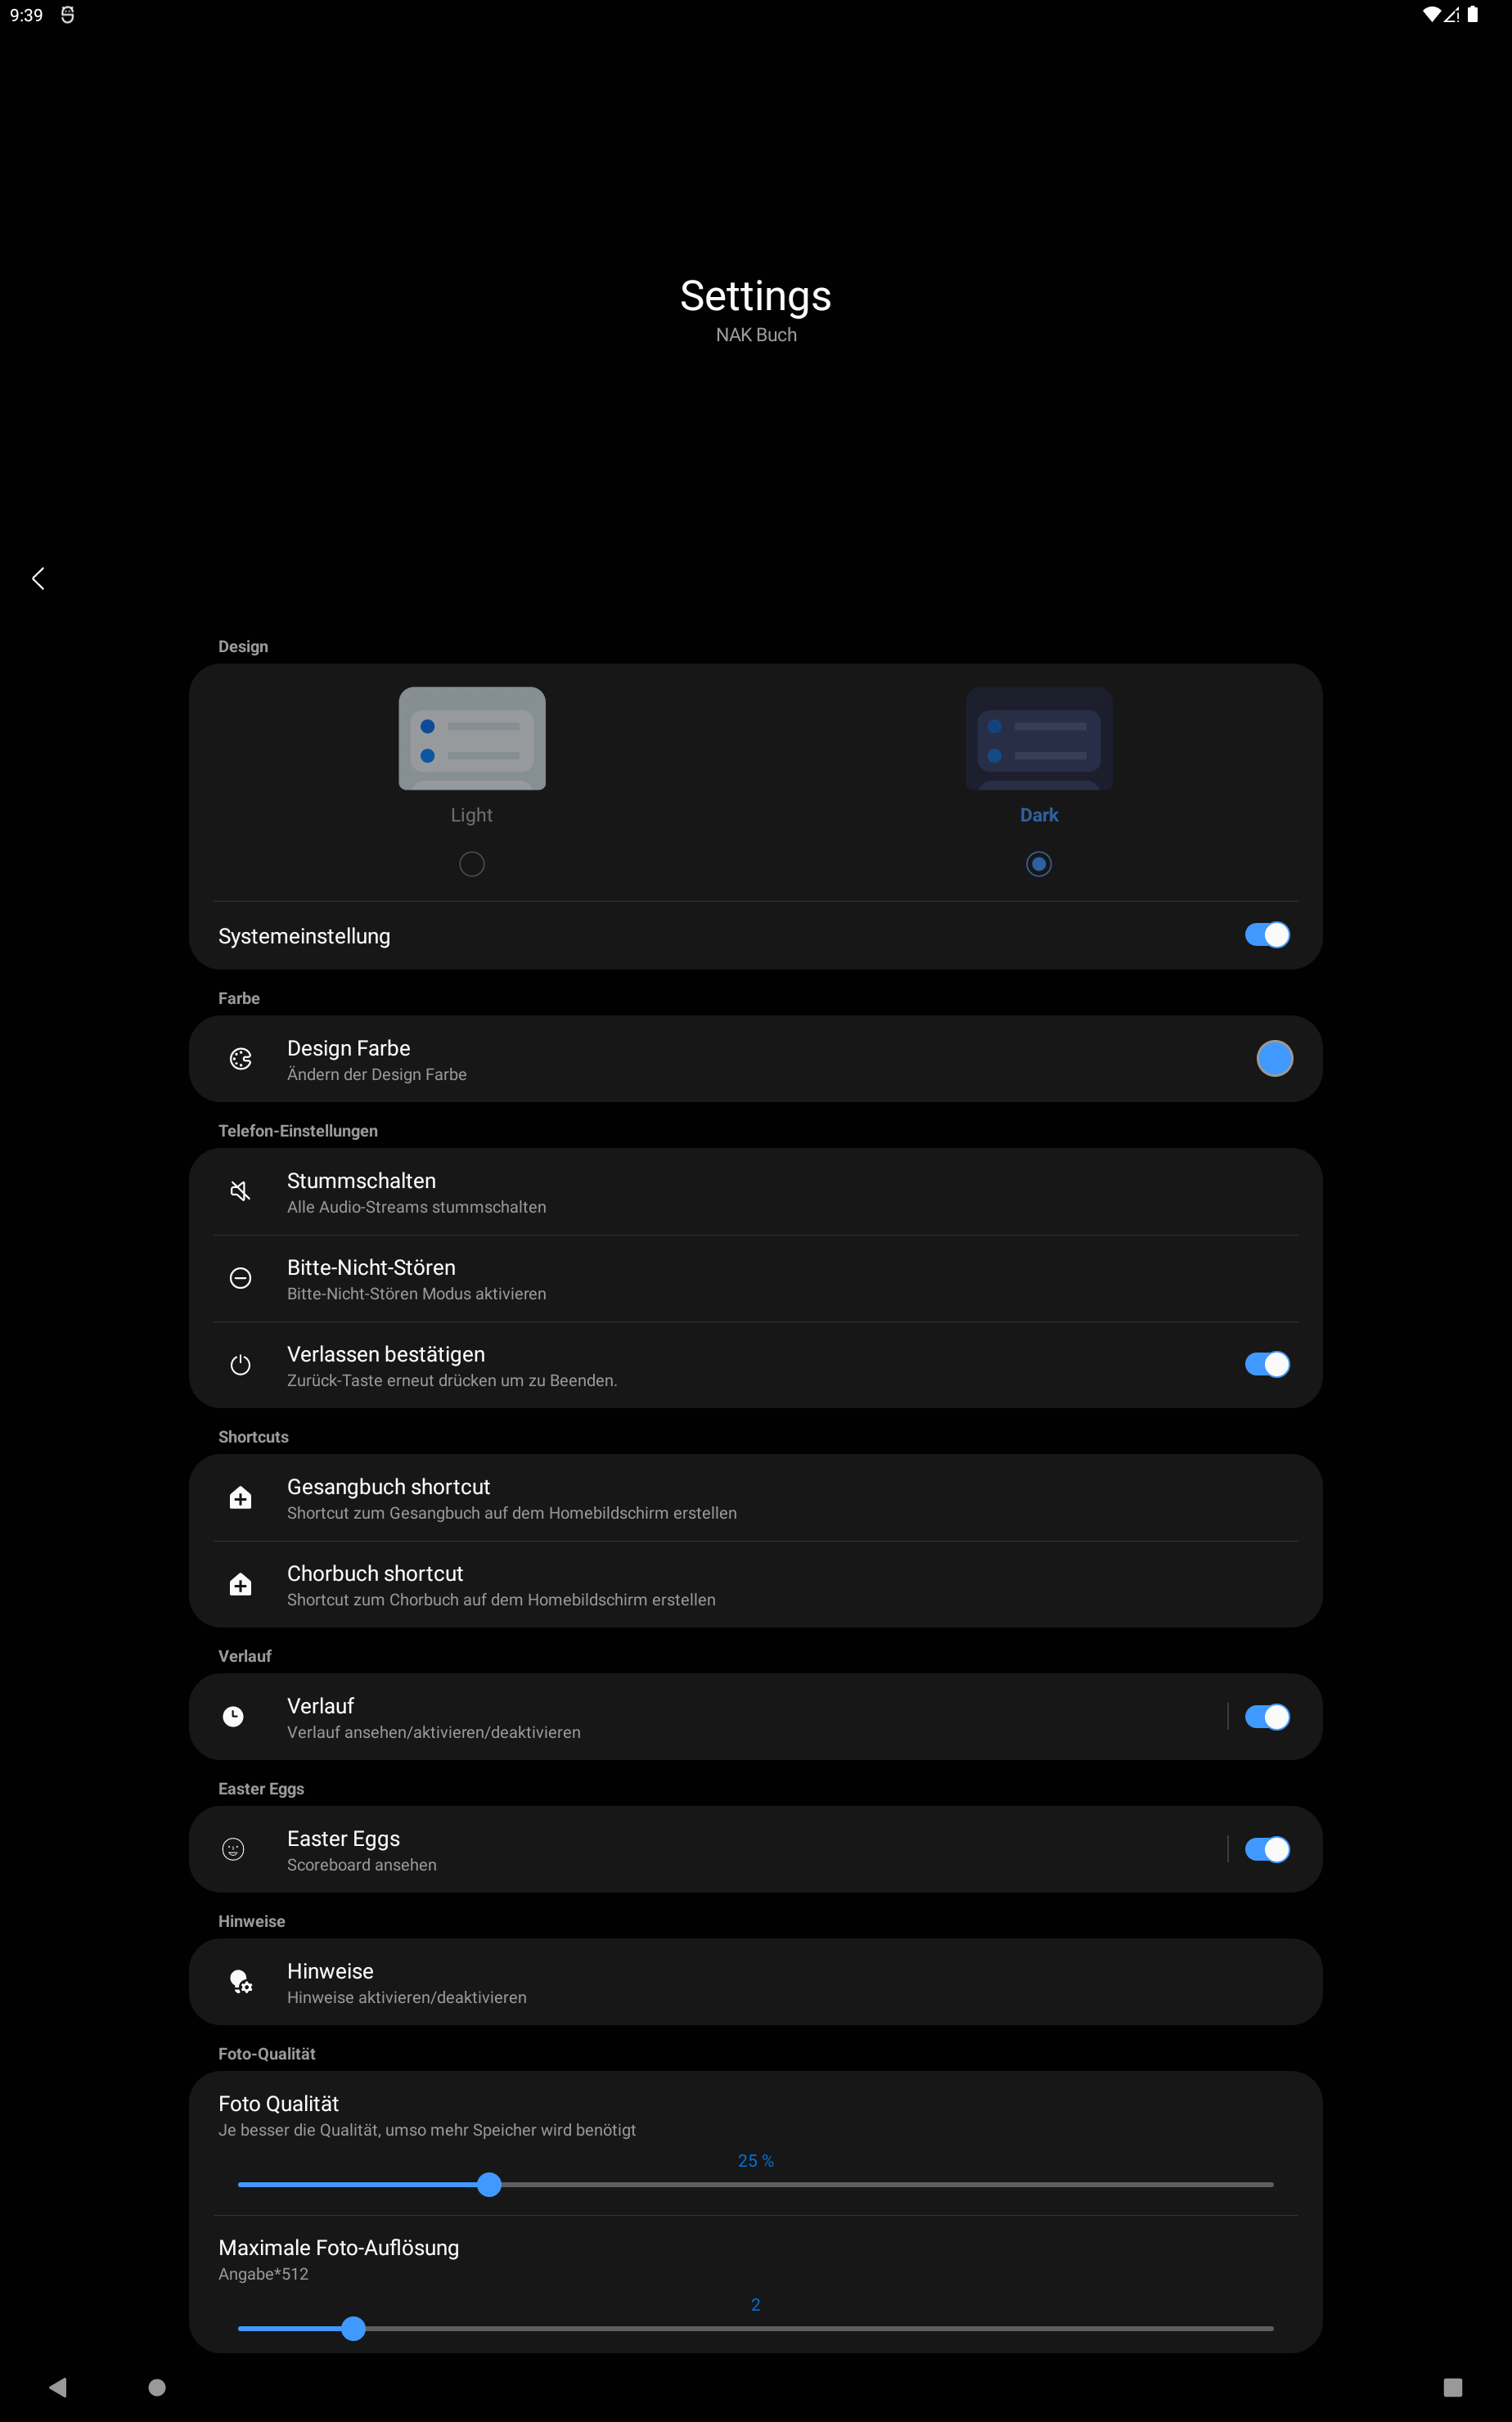 9:39
Settings
NAK Buch
Design
Light
Dark
Systemeinstellung
Farbe
Design Farbe
Ändern der Design Farbe
Telefon-Einstellungen
Stummschalten
Alle Audio-Streams stummschalten
Bitte-Nicht-Stören
Bitte-Nicht-Stören Modus aktivieren
Verlassen bestätigen
Zurück-Taste erneut drücken um zu Beenden.
Shortcuts
Gesangbuch shortcut
Shortcut zum Gesangbuch auf dem Homebildschirm erstellen
Chorbuch shortcut
Shortcut zum Chorbuch auf dem Homebildschirm erstellen
Verlauf
Verlauf
Verlauf ansehen/aktivieren/deaktivieren
Easter Eggs
Easter Eggs
Scoreboard ansehen
Hinweise
Hinweise
Hinweise aktivieren/deaktivieren
Foto-Qualität
Foto Qualität
Je besser die Qualität, umso mehr Speicher wird benötigt
25 %
Maximale Foto-Auflösung
Angabe*512
2